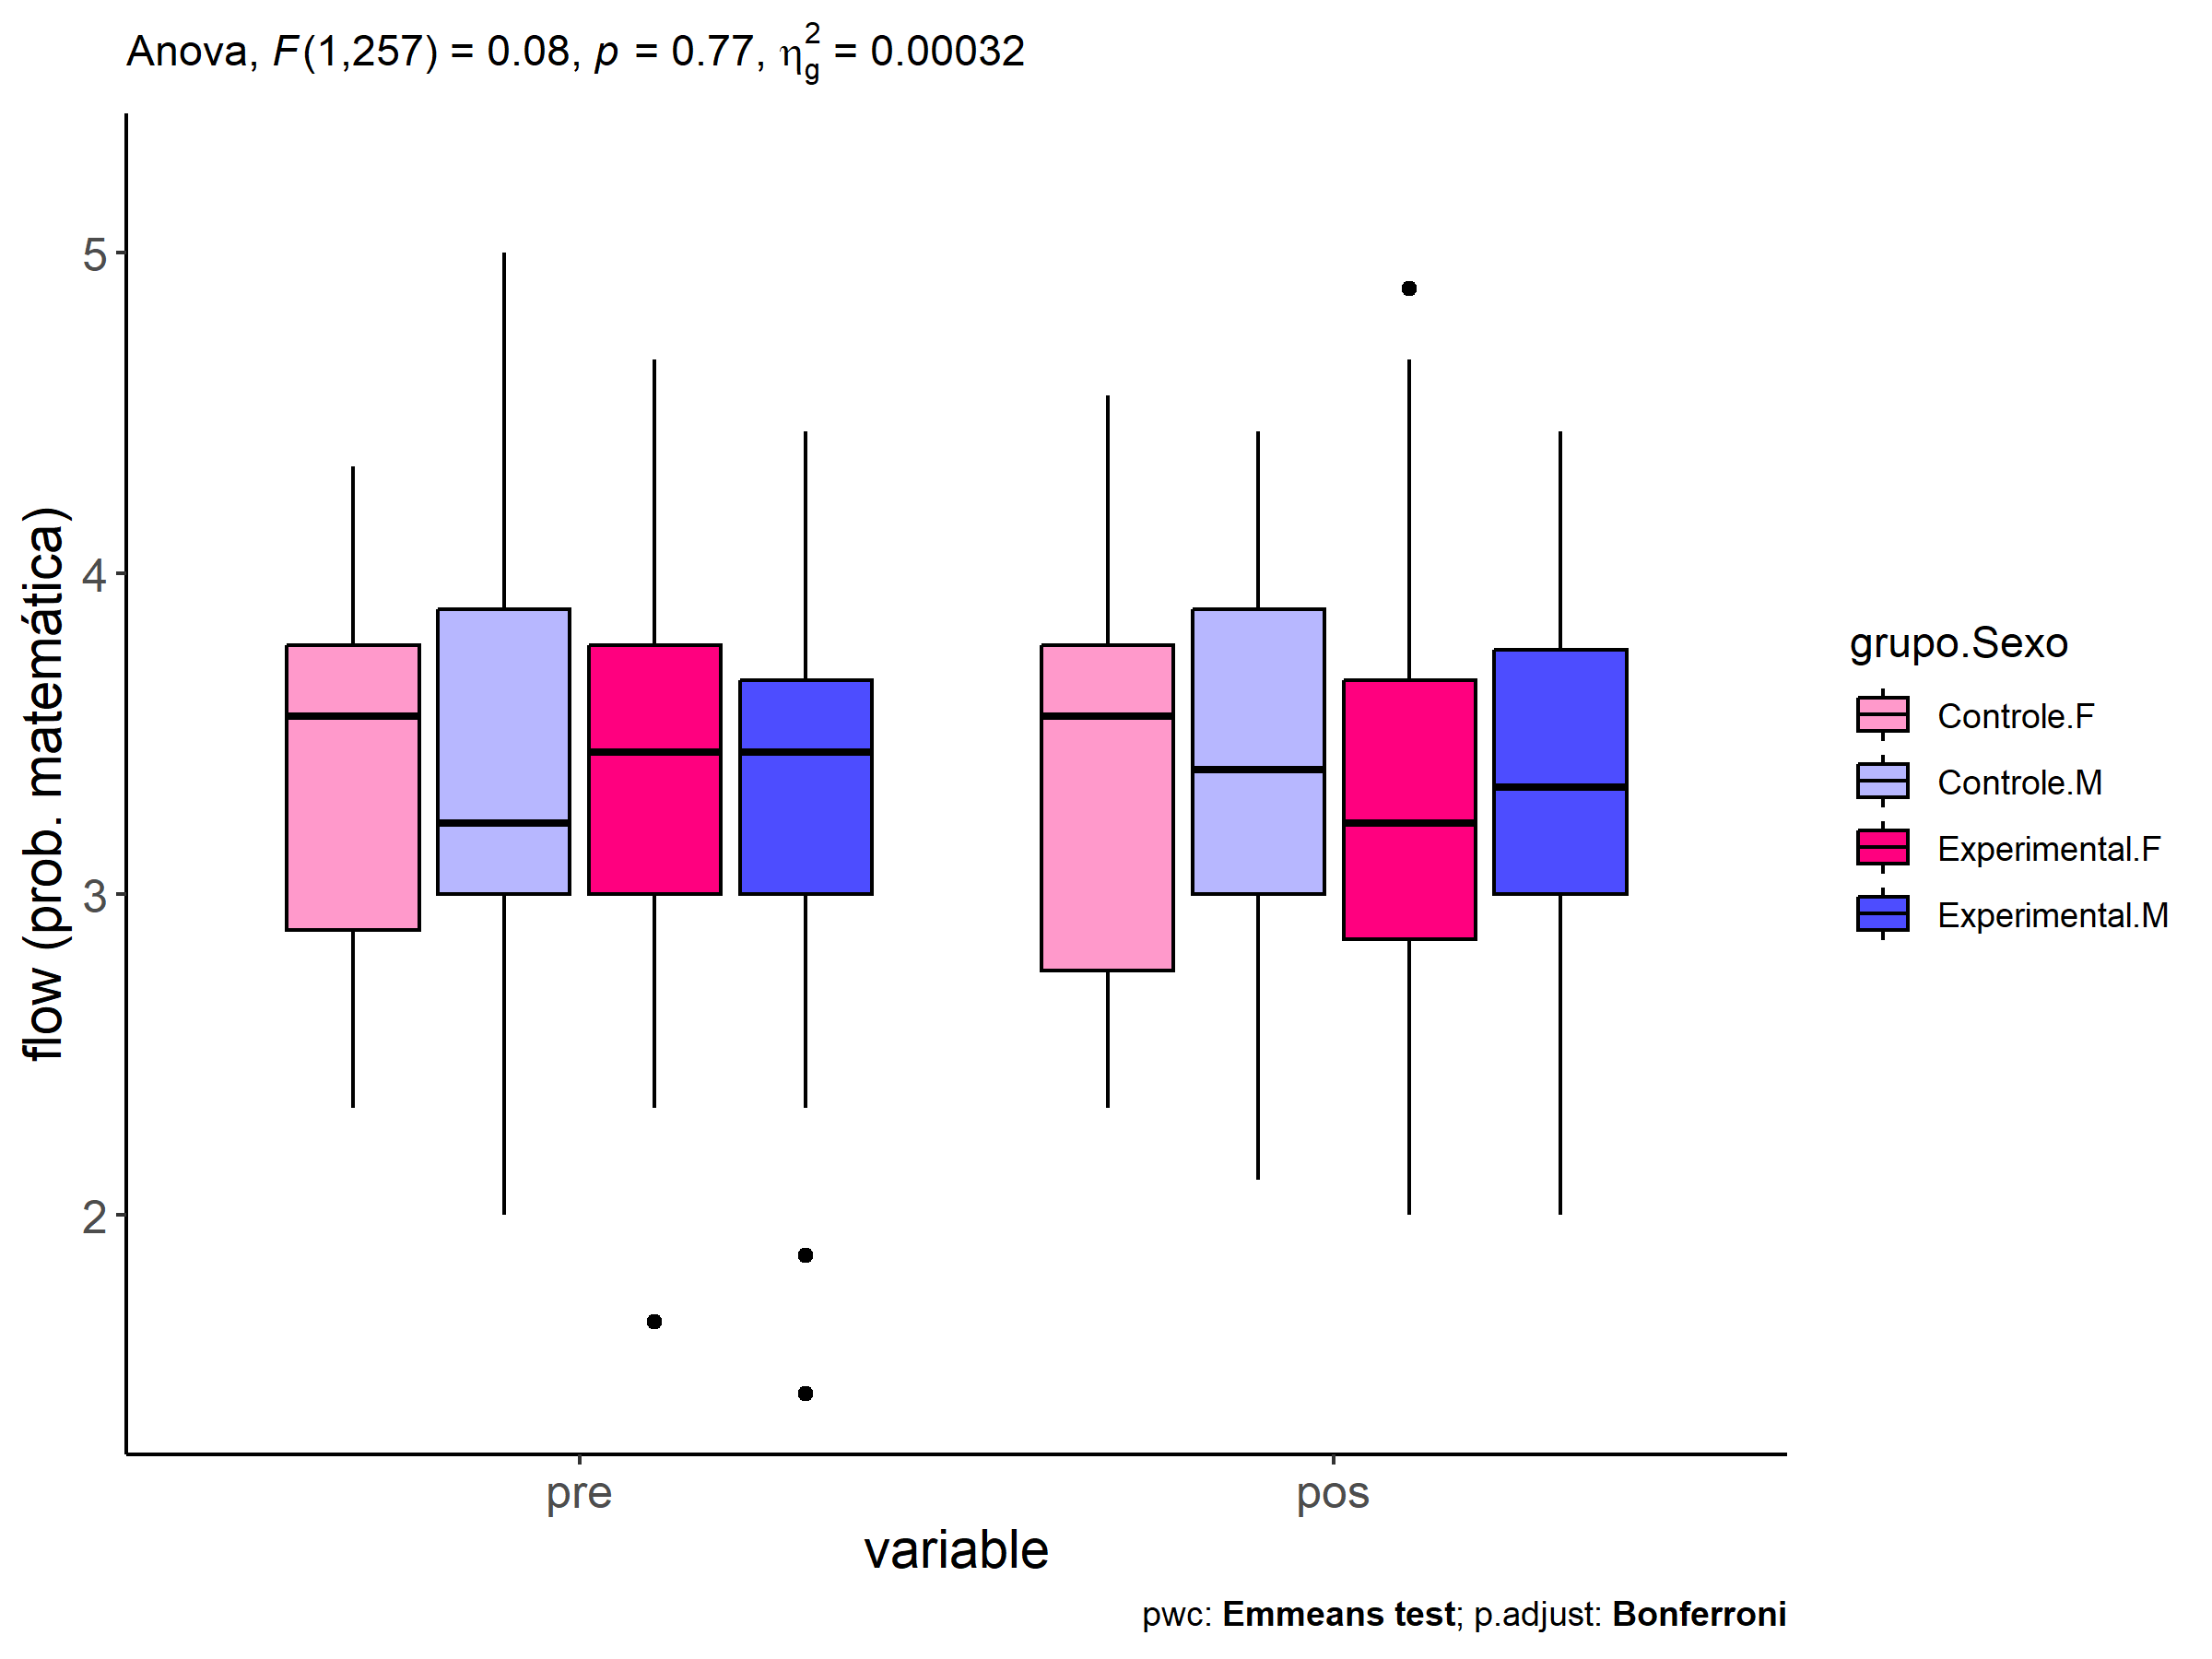 Anova, F(1,257) = 0.08, p = 0.77, η²g = 0.00032
flow (prob. matemática)
5
4
3
2
pre
pos
variable
grupo.Sexo
Controle.F
Controle.M
Experimental.F
Experimental.M
pwc: Emmeans test; p.adjust: Bonferroni